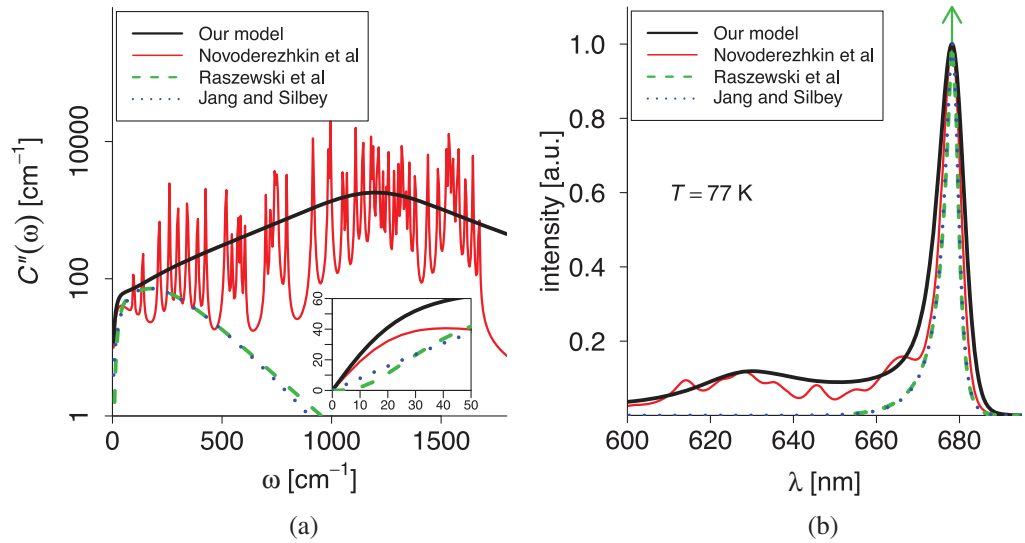 Our model
Novoderezhkin et al
Raszewski et al
Jang and Silbey
C"(ω) [cm⁻¹]
10000
100
1
0
500
1000
1500
ω [cm⁻¹]
60
40
20
0
0
10
20
30
40
50
(a)
Our model
Novoderezhkin et al
Raszewski et al
Jang and Silbey
T = 77 K
intensity [a.u.]
1.0
0.8
0.6
0.4
0.2
600
620
640
660
680
λ [nm]
(b)